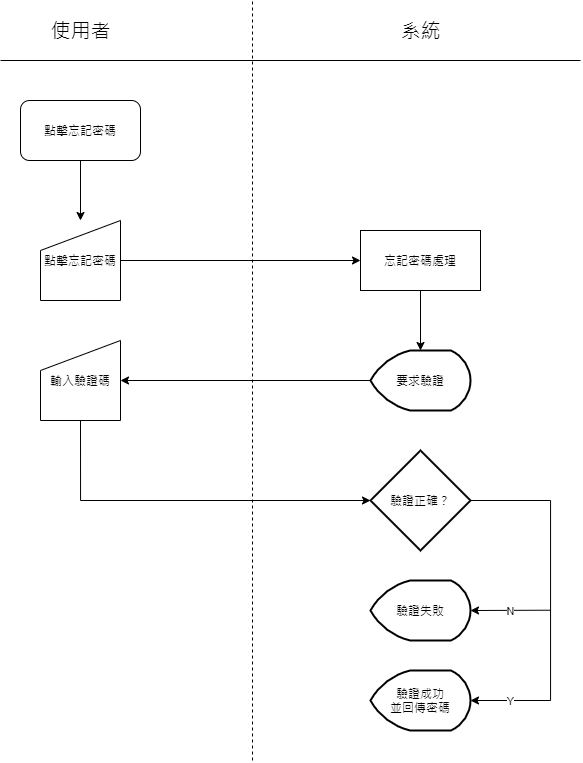 使用者
系統
點擊忘記密碼
點擊忘記密碼
忘記密碼處理
輸入驗證碼
要求驗證
驗證正確？
驗證失敗
N
驗證成功
並回傳密碼
Y